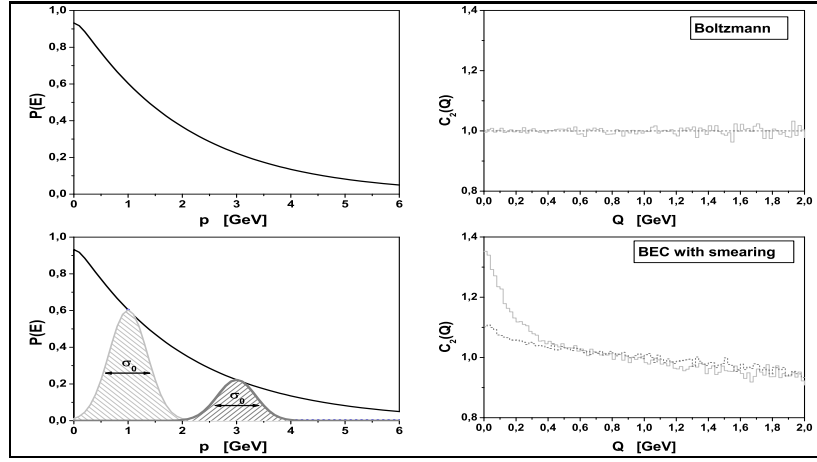 1,0
0,8
0,6
0,4
0,2
0,0
P(E)
0 1 2 3 4 5 6
p [GeV]
1,4
1,2
1,0
0,8
C₂(Q)
Boltzmann
0,0 0,2 0,4 0,6 0,8 1,0 1,2 1,4 1,6 1,8 2,0
Q [GeV]
1,0
0,8
0,6
0,4
0,2
0,0
P(E)
σ₀
σ₀
0 1 2 3 4 5 6
p [GeV]
1,4
1,2
1,0
0,8
C₂(Q)
BEC with smearing
0,0 0,2 0,4 0,6 0,8 1,0 1,2 1,4 1,6 1,8 2,0
Q [GeV]